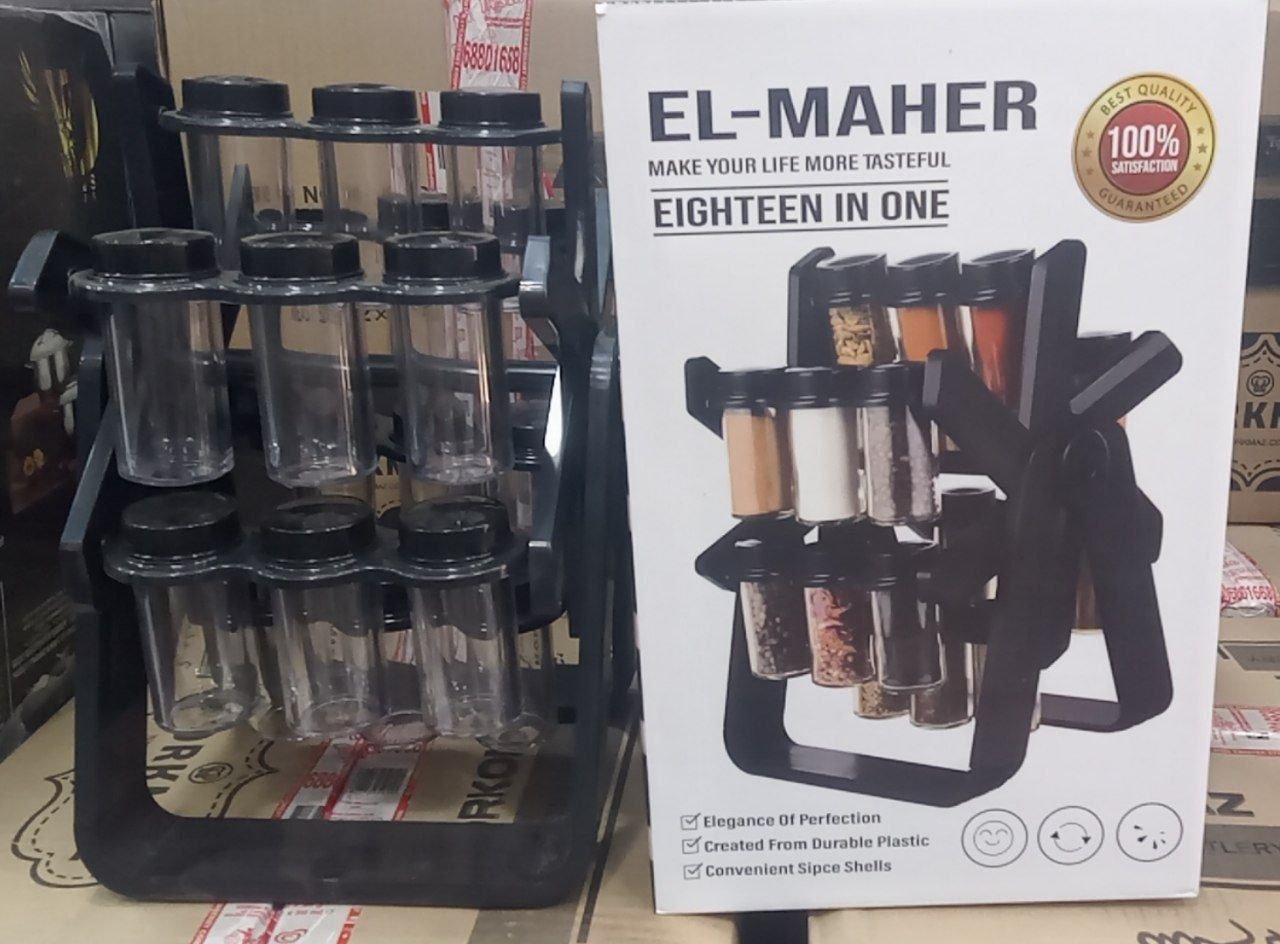 68801638
EL-MAHER
MAKE YOUR LIFE MORE TASTEFUL
EIGHTEEN IN ONE
BEST QUALITY
100%
SATISFACTION
GUARANTEED
Elegance Of Perfection
Created From Durable Plastic
Convenient Sipce Shells